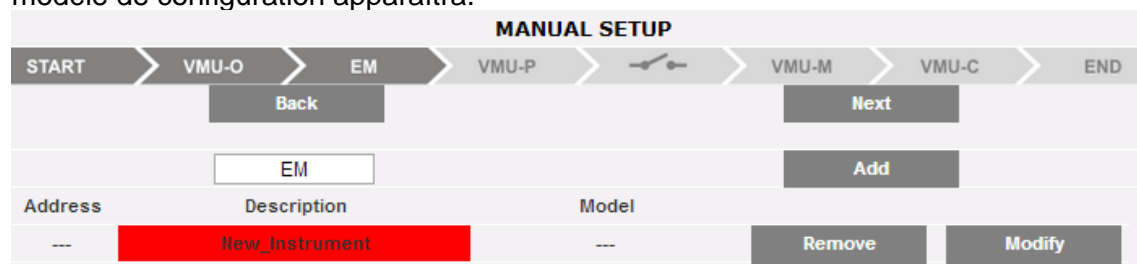 modèle de configuration apparaîtra.
MANUAL SETUP
START VMU-O EM VMU-P VMU-M VMU-C END
Back Next
EM Add
Address Description Model
--- New_Instrument --- Remove Modify